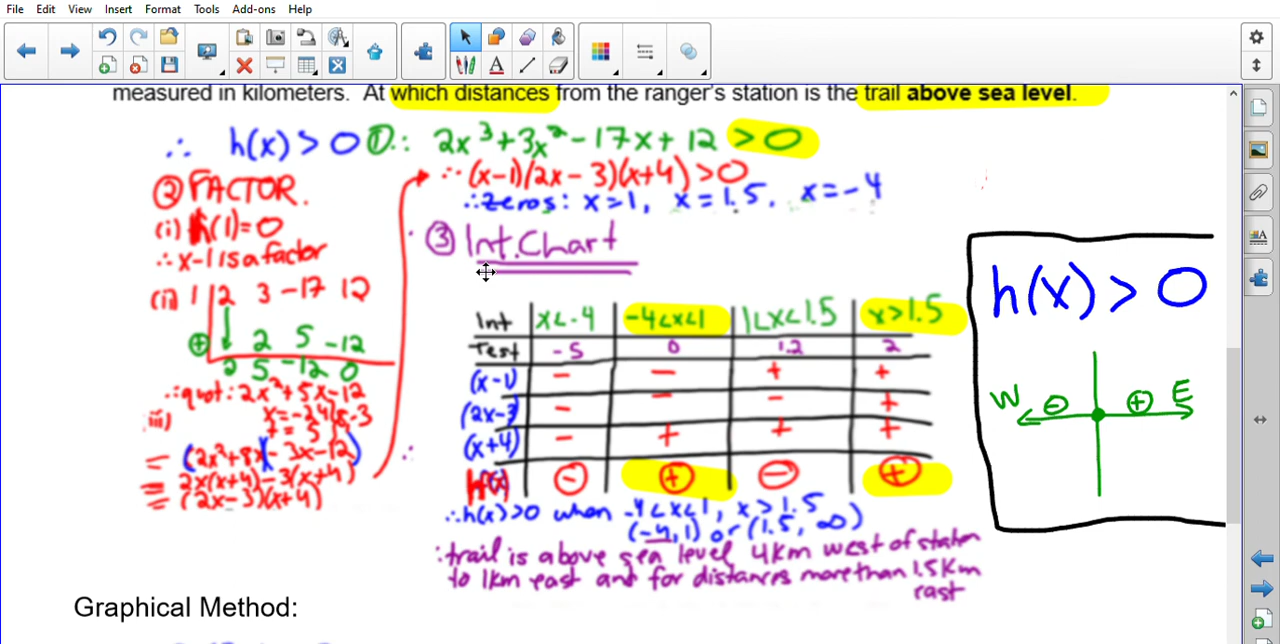 File Edit View Insert Format Tools Add-ons Help
measured in kilometers. At which distances from the ranger's station is the trail above sea level.
∴ h(x) > 0 ① ∴ 2x³+3x²-17x+12 > 0
∴ (x-1)(2x-3)(x+4) > 0
∴ zeros: x=1, x=1.5, x=-4
② FACTOR.
(i) h(1)=0
∴ x-1 is a factor
(ii) 1 2 3 -17 12
⊕ ↓ 2 5 -12
2 5 -12 0
∴ quot: 2x²+5x-12
iii)
= (2x²+8x)(-3x-12)
= 2x(x+4)-3(x+4)
= (2x-3)(x+4)
③ Int. Chart
Int x<-4 -4<x<1 1<x<1.5 x>1.5
Test -5 0 1.2 2
(x-1) - - + +
(2x-3) - - - +
(x+4) - + + +
h(x) - + - +
∴ h(x)>0 when -4<x<1, x>1.5
(-4,1) or (1.5, ∞)
∴ trail is above sea level 4km west of station
to 1km east and for distances more than 1.5km
east
h(x) > 0
W - + E
Graphical Method: